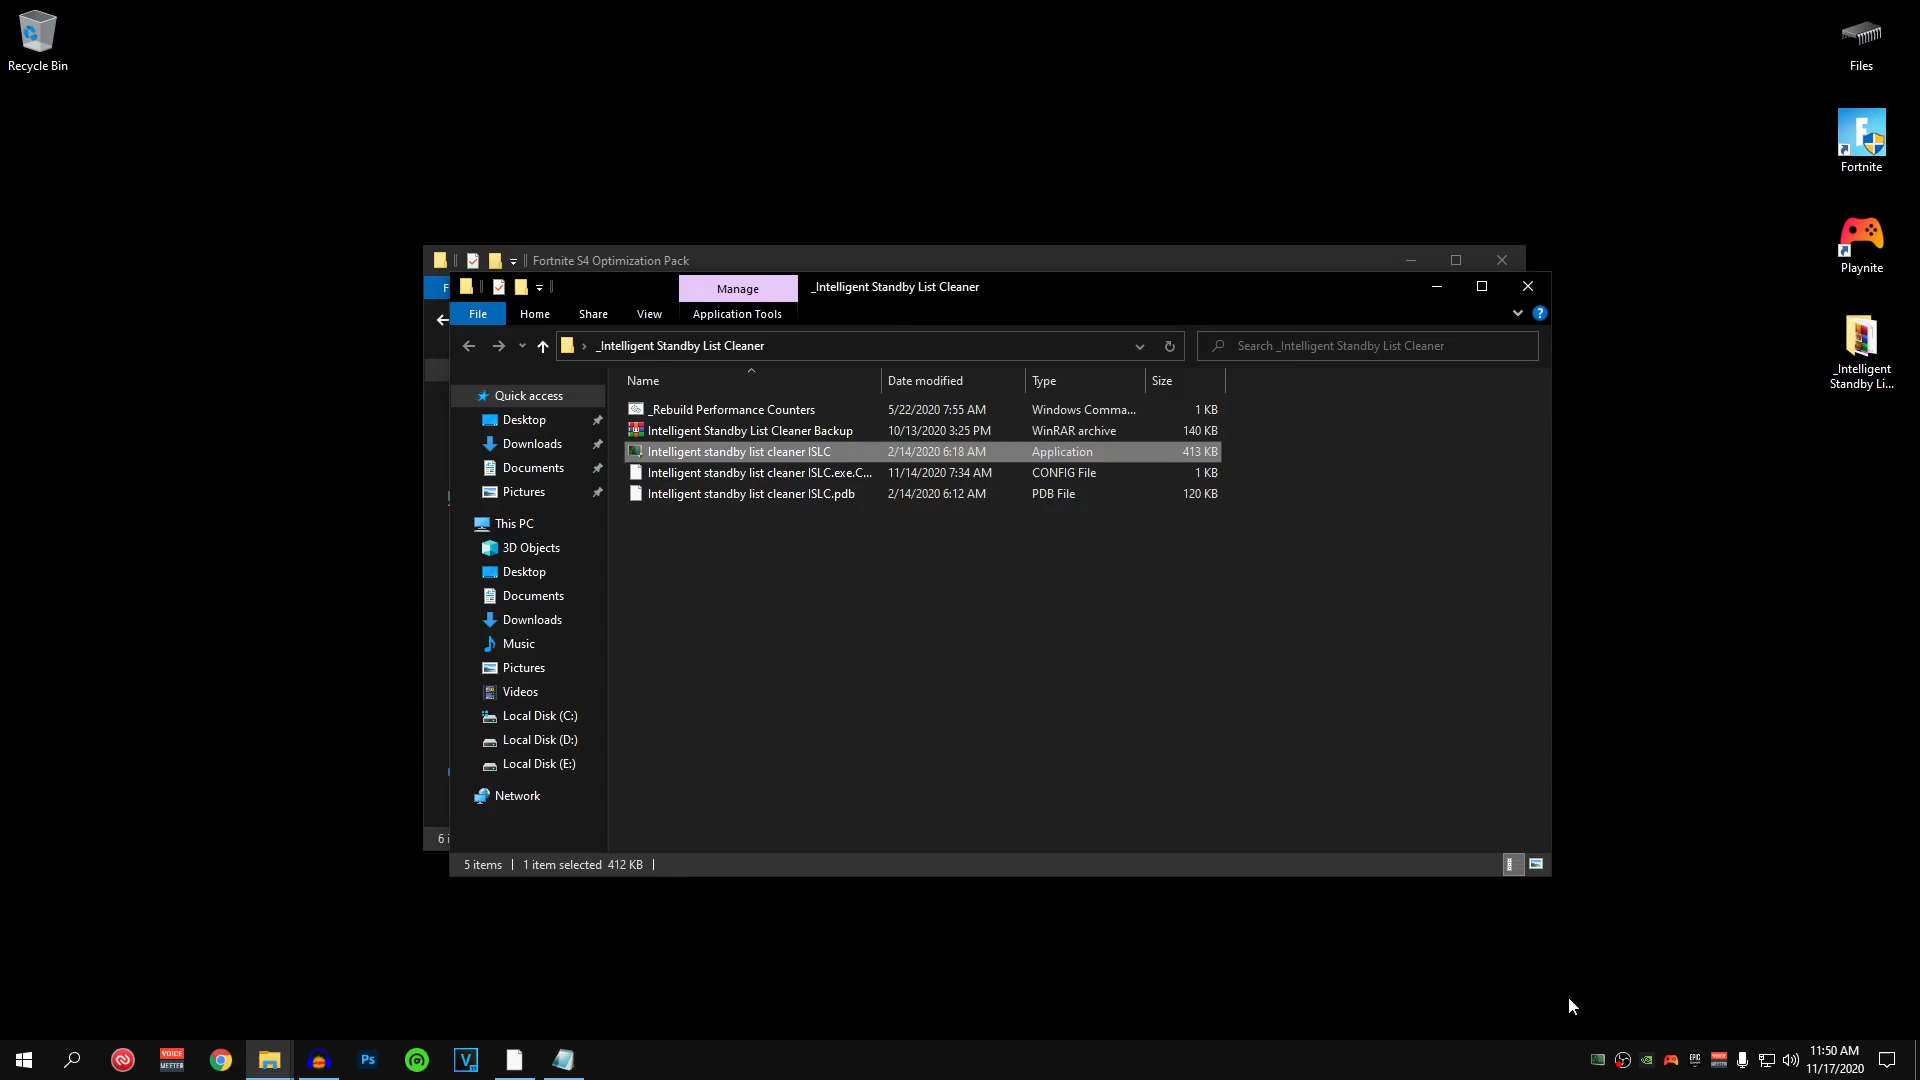 Recycle Bin
Files
Fortnite
Playnite
_Intelligent
Standby Li...
Fortnite S4 Optimization Pack
Manage
_Intelligent Standby List Cleaner
File
Home
Share
View
Application Tools
_Intelligent Standby List Cleaner
Search _Intelligent Standby List Cleaner
Name
Date modified
Type
Size
_Rebuild Performance Counters
5/22/2020 7:55 AM
Windows Comma...
1 KB
Intelligent Standby List Cleaner Backup
10/13/2020 3:25 PM
WinRAR archive
140 KB
Intelligent standby list cleaner ISLC
2/14/2020 6:18 AM
Application
413 KB
Intelligent standby list cleaner ISLC.exe.C...
11/14/2020 7:34 AM
CONFIG File
1 KB
Intelligent standby list cleaner ISLC.pdb
2/14/2020 6:12 AM
PDB File
120 KB
Quick access
Desktop
Downloads
Documents
Pictures
This PC
3D Objects
Desktop
Documents
Downloads
Music
Pictures
Videos
Local Disk (C:)
Local Disk (D:)
Local Disk (E:)
Network
6 i
5 items
1 item selected 412 KB
VOICE
MEETER
Ps
V
EPIC
11:50 AM
11/17/2020